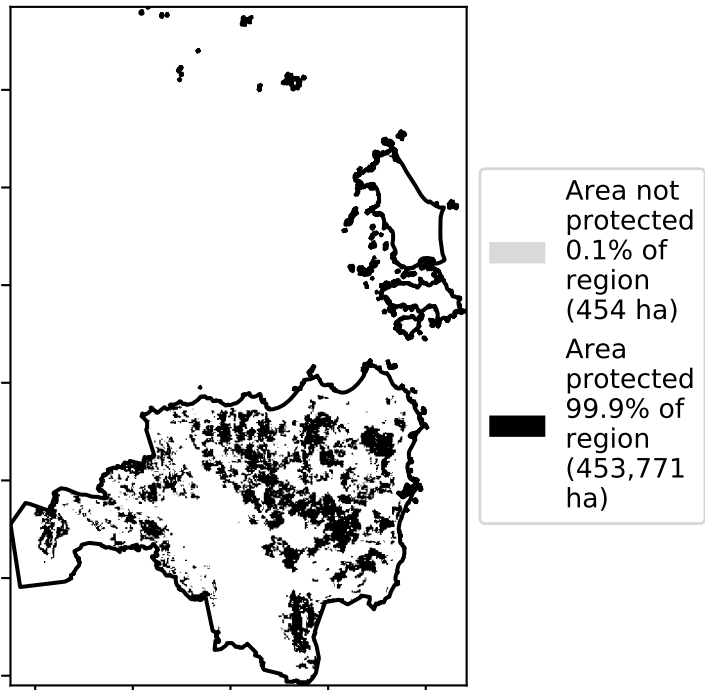 Area not
protected
0.1% of
region
(454 ha)
Area
protected
99.9% of
region
(453,771
ha)